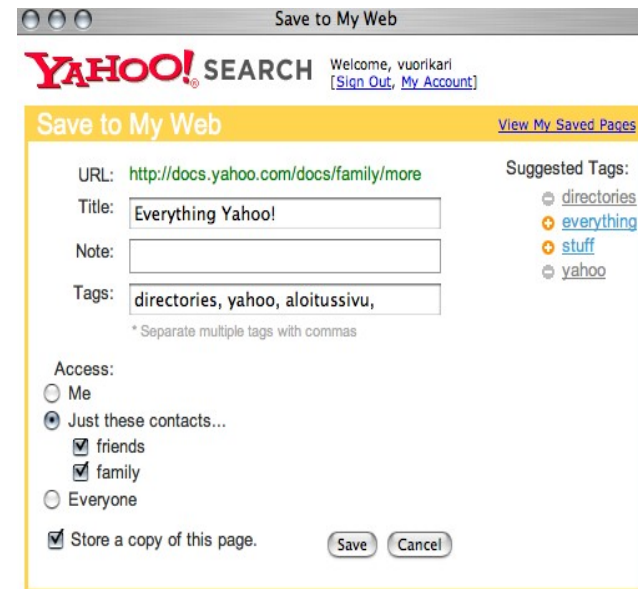 Save to My Web
YAHOO!® SEARCH
Welcome, vuorikari
[Sign Out, My Account]
Save to My Web
View My Saved Pages
URL: http://docs.yahoo.com/docs/family/more
Title: Everything Yahoo!
Note:
Tags: directories, yahoo, aloitussivu,
* Separate multiple tags with commas
Suggested Tags:
directories
everything
stuff
yahoo
Access:
Me
Just these contacts...
friends
family
Everyone
Store a copy of this page.
Save Cancel